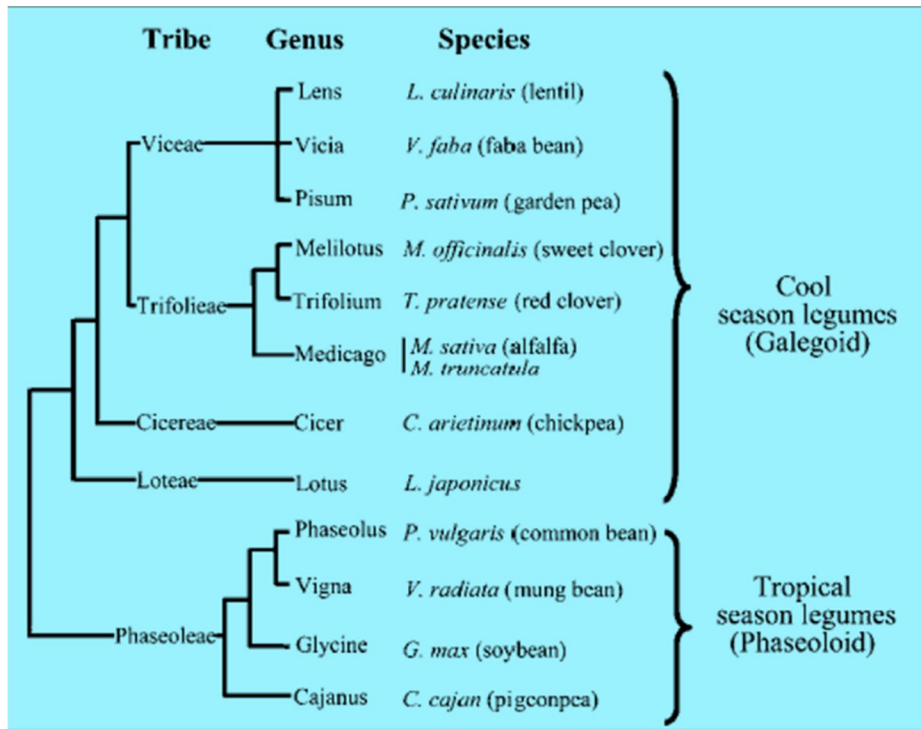 Tribe Genus Species
Lens L. culinaris (lentil)
Viceae Vicia V. faba (faba bean)
Pisum P. sativum (garden pea)
Melilotus M. officinalis (sweet clover)
Trifolieae Trifolium T. pratense (red clover)
Medicago M. sativa (alfalfa)
M. truncatula
Cicereae Cicer C. arietinum (chickpea)
Loteae Lotus L. japonicus
Cool
season legumes
(Galegoid)
Phaseolus P. vulgaris (common bean)
Vigna V. radiata (mung bean)
Phaseoleae Glycine G. max (soybean)
Cajanus C. cajan (pigconpca)
Tropical
season legumes
(Phaseoloid)